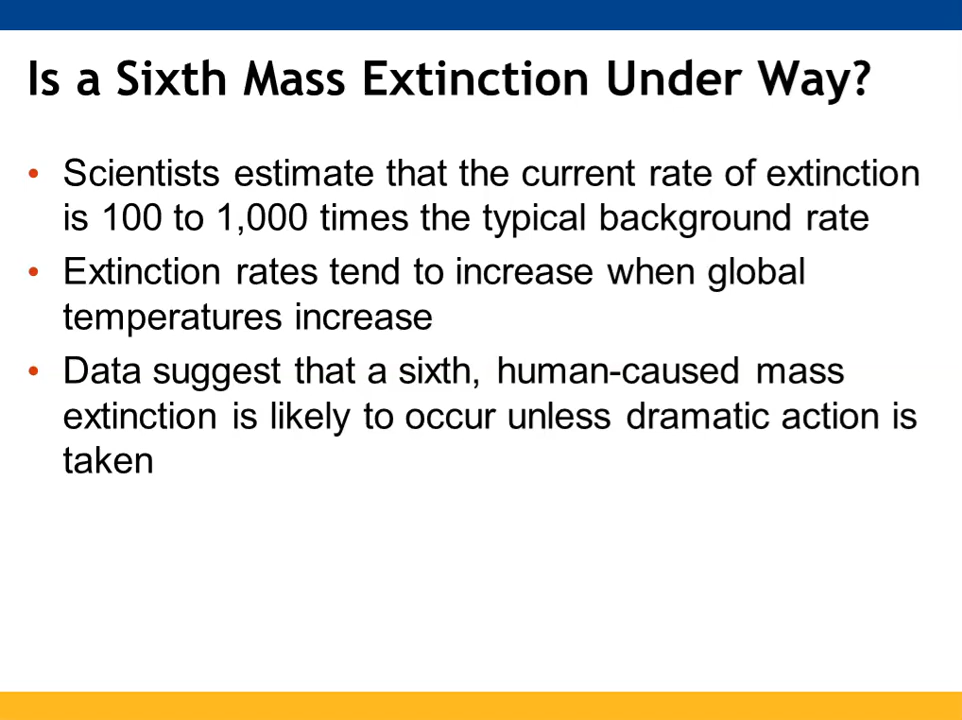 Is a Sixth Mass Extinction Under Way?
• Scientists estimate that the current rate of extinction
is 100 to 1,000 times the typical background rate
• Extinction rates tend to increase when global
temperatures increase
• Data suggest that a sixth, human-caused mass
extinction is likely to occur unless dramatic action is
taken